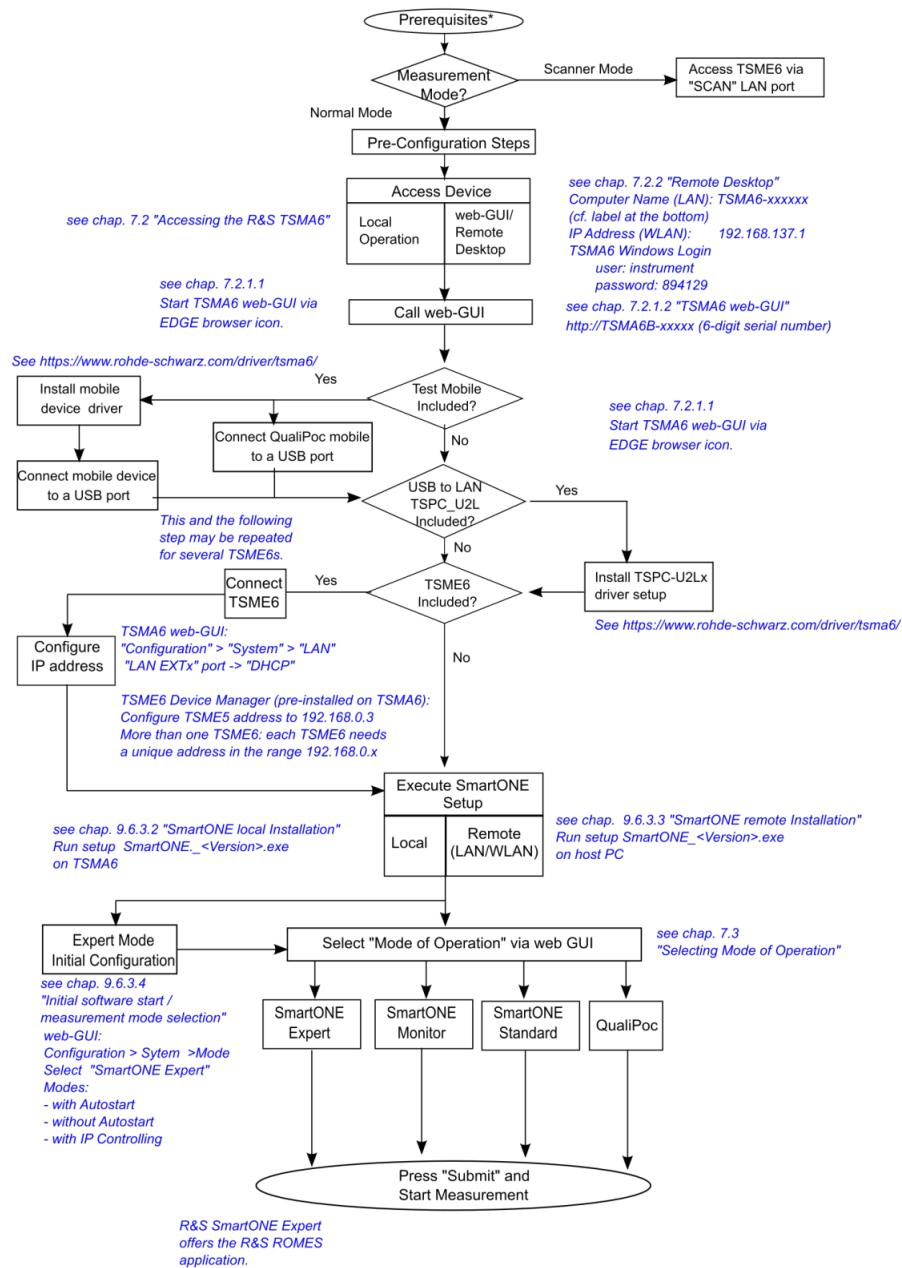 Prerequisites*
Measurement
Mode?
Scanner Mode
Access TSME6 via
"SCAN" LAN port
Normal Mode
Pre-Configuration Steps
Access Device
Local
Operation
web-GUI/
Remote
Desktop
see chap. 7.2 "Accessing the R&S TSMA6"
see chap. 7.2.2 "Remote Desktop"
Computer Name (LAN): TSMA6-xxxxxx
(cf. label at the bottom)
IP Address (WLAN): 192.168.137.1
TSMA6 Windows Login
user: instrument
password: 894129
see chap. 7.2.1.1
Start TSMA6 web-GUI via
EDGE browser icon.
Call web-GUI
see chap. 7.2.1.2 "TSMA6 web-GUI"
http://TSMA6B-xxxxx (6-digit serial number)
See https://www.rohde-schwarz.com/driver/tsma6/
Install mobile
device driver
Yes
Test Mobile
Included?
see chap. 7.2.1.1
Start TSMA6 web-GUI via
EDGE browser icon.
Connect QualiPoc mobile
to a USB port
No
Connect mobile device
to a USB port
USB to LAN
TSPC_U2L
Included?
Yes
This and the following
step may be repeated
for several TSME6s.
No
Connect
TSME6
Yes
TSME6
Included?
Install TSPC-U2Lx
driver setup
See https://www.rohde-schwarz.com/driver/tsma6/
Configure
IP address
TSMA6 web-GUI:
"Configuration" > "System" > "LAN"
"LAN EXTx" port -> "DHCP"
No
TSME6 Device Manager (pre-installed on TSMA6):
Configure TSME5 address to 192.168.0.3
More than one TSME6: each TSME6 needs
a unique address in the range 192.168.0.x
Execute SmartONE
Setup
Local
Remote
(LAN/WLAN)
see chap. 9.6.3.2 "SmartONE local Installation"
Run setup SmartONE._<Version>.exe
on TSMA6
see chap. 9.6.3.3 "SmartONE remote Installation"
Run setup SmartONE_<Version>.exe
on host PC
Expert Mode
Initial Configuration
Select "Mode of Operation" via web GUI
see chap. 7.3
"Selecting Mode of Operation"
see chap. 9.6.3.4
"Initial software start /
measurement mode selection"
web-GUI:
Configuration > Sytem >Mode
Select "SmartONE Expert"
Modes:
- with Autostart
- without Autostart
- with IP Controlling
SmartONE
Expert
SmartONE
Monitor
SmartONE
Standard
QualiPoc
Press "Submit" and
Start Measurement
R&S SmartONE Expert
offers the R&S ROMES
application.